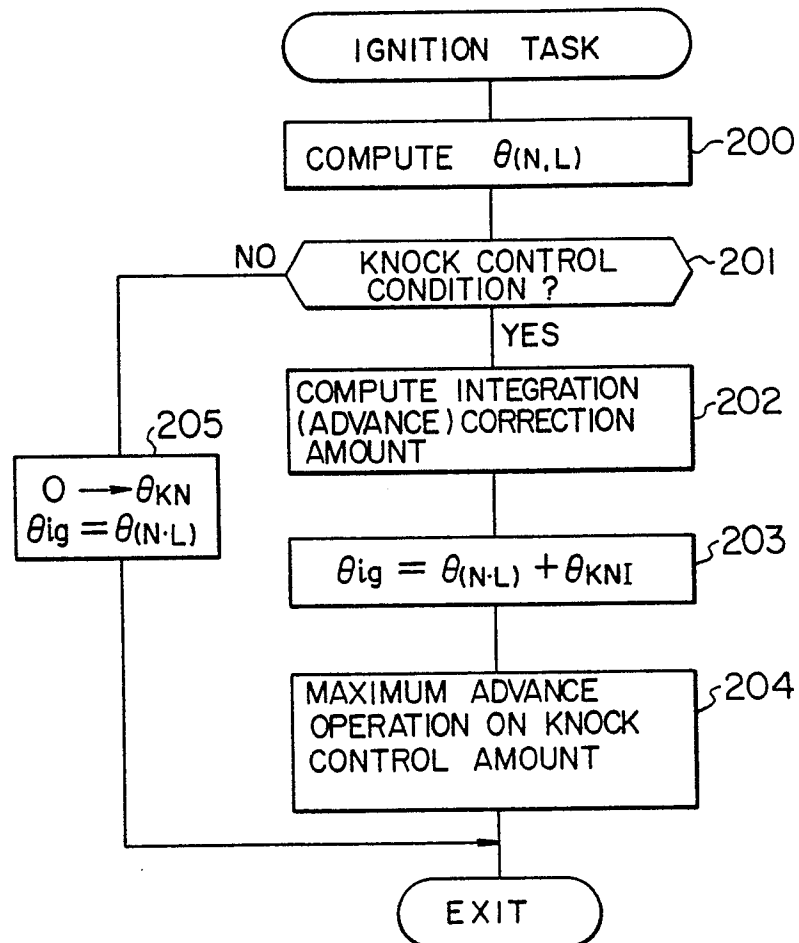 IGNITION TASK
COMPUTE θ(N,L)
200
KNOCK CONTROL
CONDITION ?
201
NO
YES
COMPUTE INTEGRATION
(ADVANCE) CORRECTION
AMOUNT
202
205
O → θKN
θig = θ(N·L)
θig = θ(N·L) + θKNI
203
MAXIMUM ADVANCE
OPERATION ON KNOCK
CONTROL AMOUNT
204
EXIT